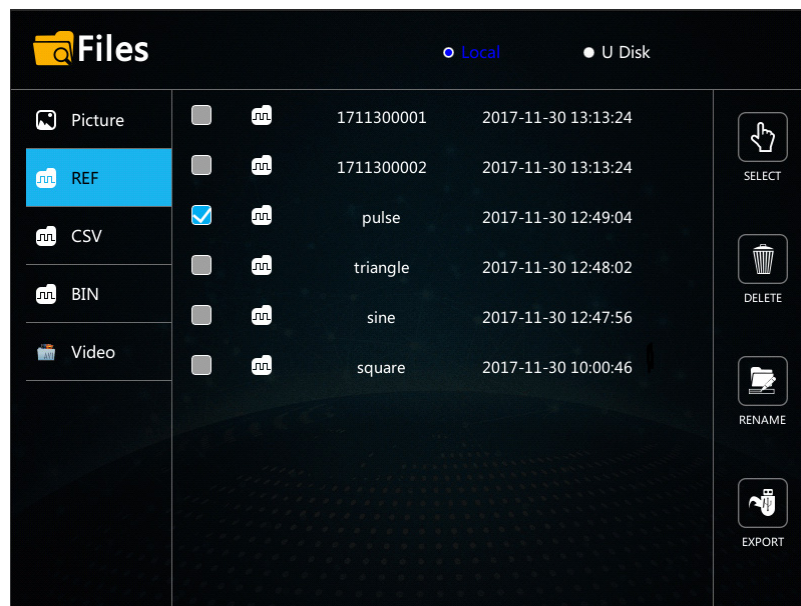 Files
Local U Disk
Picture
REF
CSV
BIN
Video
1711300001 2017-11-30 13:13:24
1711300002 2017-11-30 13:13:24
pulse 2017-11-30 12:49:04
triangle 2017-11-30 12:48:02
sine 2017-11-30 12:47:56
square 2017-11-30 10:00:46
SELECT
DELETE
RENAME
EXPORT